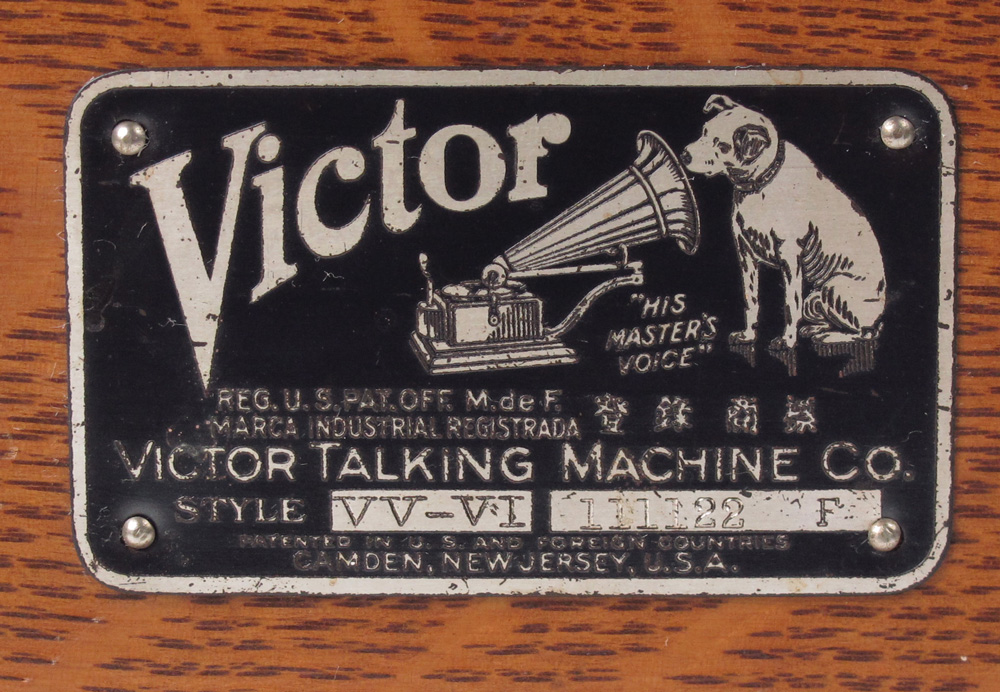 Victor
"HIS
MASTER'S
VOICE"
REG. U. S. PAT. OFF. M. de F.
MARCA INDUSTRIAL REGISTRADA 登録商標
VICTOR TALKING MACHINE CO.
STYLE VV-VI 111122 F
PATENTED IN U. S. AND FOREIGN COUNTRIES
CAMDEN, NEW JERSEY, U.S.A.